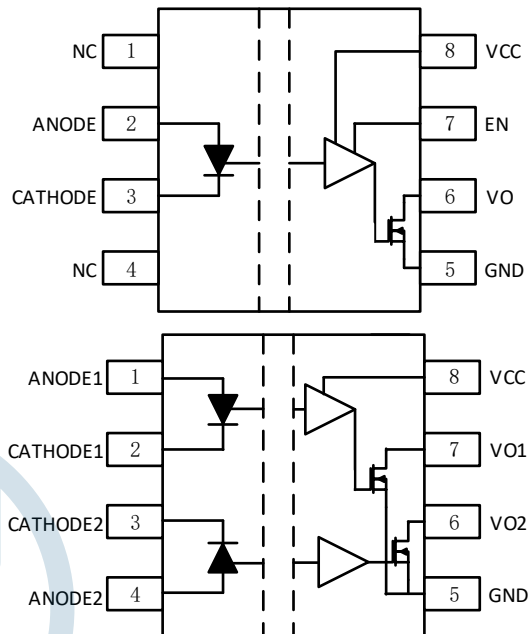 NC 1 8 VCC
ANODE 2 7 EN
CATHODE 3 6 VO
NC 4 5 GND
ANODE1 1 8 VCC
CATHODE1 2 7 VO1
CATHODE2 3 6 VO2
ANODE2 4 5 GND